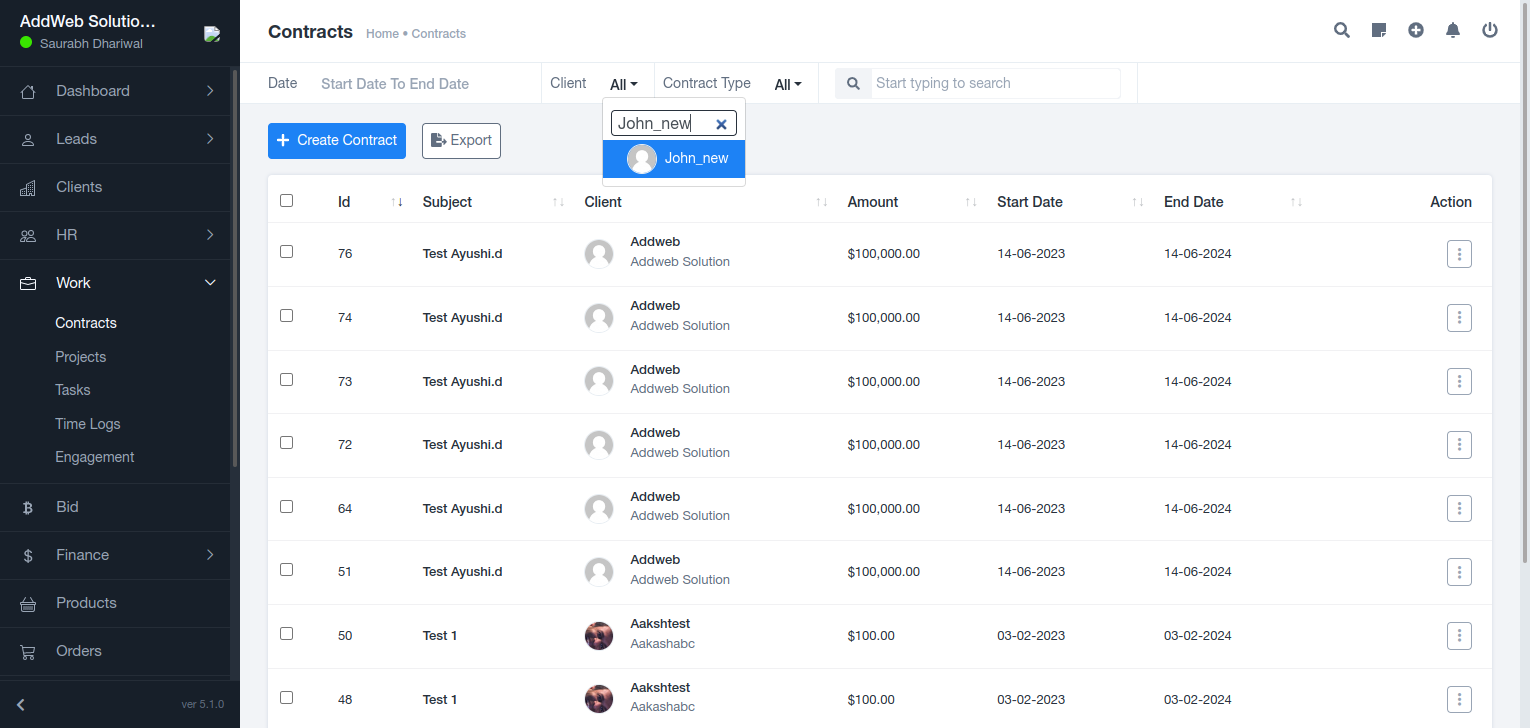 AddWeb Solutio...
Saurabh Dhariwal
Dashboard
Leads
Clients
HR
Work
Contracts
Projects
Tasks
Time Logs
Engagement
Bid
Finance
Products
Orders
ver 5.1.0
Contracts Home • Contracts
Date Start Date To End Date Client All Contract Type All Start typing to search
John_new
John_new
Create Contract Export
Id Subject Client Amount Start Date End Date Action
76 Test Ayushi.d Addweb $100,000.00 14-06-2023 14-06-2024
Addweb Solution
74 Test Ayushi.d Addweb $100,000.00 14-06-2023 14-06-2024
Addweb Solution
73 Test Ayushi.d Addweb $100,000.00 14-06-2023 14-06-2024
Addweb Solution
72 Test Ayushi.d Addweb $100,000.00 14-06-2023 14-06-2024
Addweb Solution
64 Test Ayushi.d Addweb $100,000.00 14-06-2023 14-06-2024
Addweb Solution
51 Test Ayushi.d Addweb $100,000.00 14-06-2023 14-06-2024
Addweb Solution
50 Test 1 Aakshtest $100.00 03-02-2023 03-02-2024
Aakashabc
48 Test 1 Aakshtest $100.00 03-02-2023 03-02-2024
Aakashabc